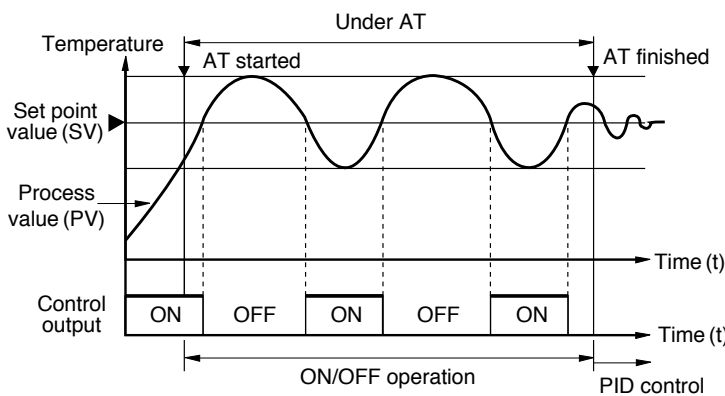 Under AT
Temperature
AT started
AT finished
Set point
value (SV)
Process
value (PV)
Time (t)
Control
output
ON
OFF
ON
OFF
ON
Time (t)
ON/OFF operation
PID control